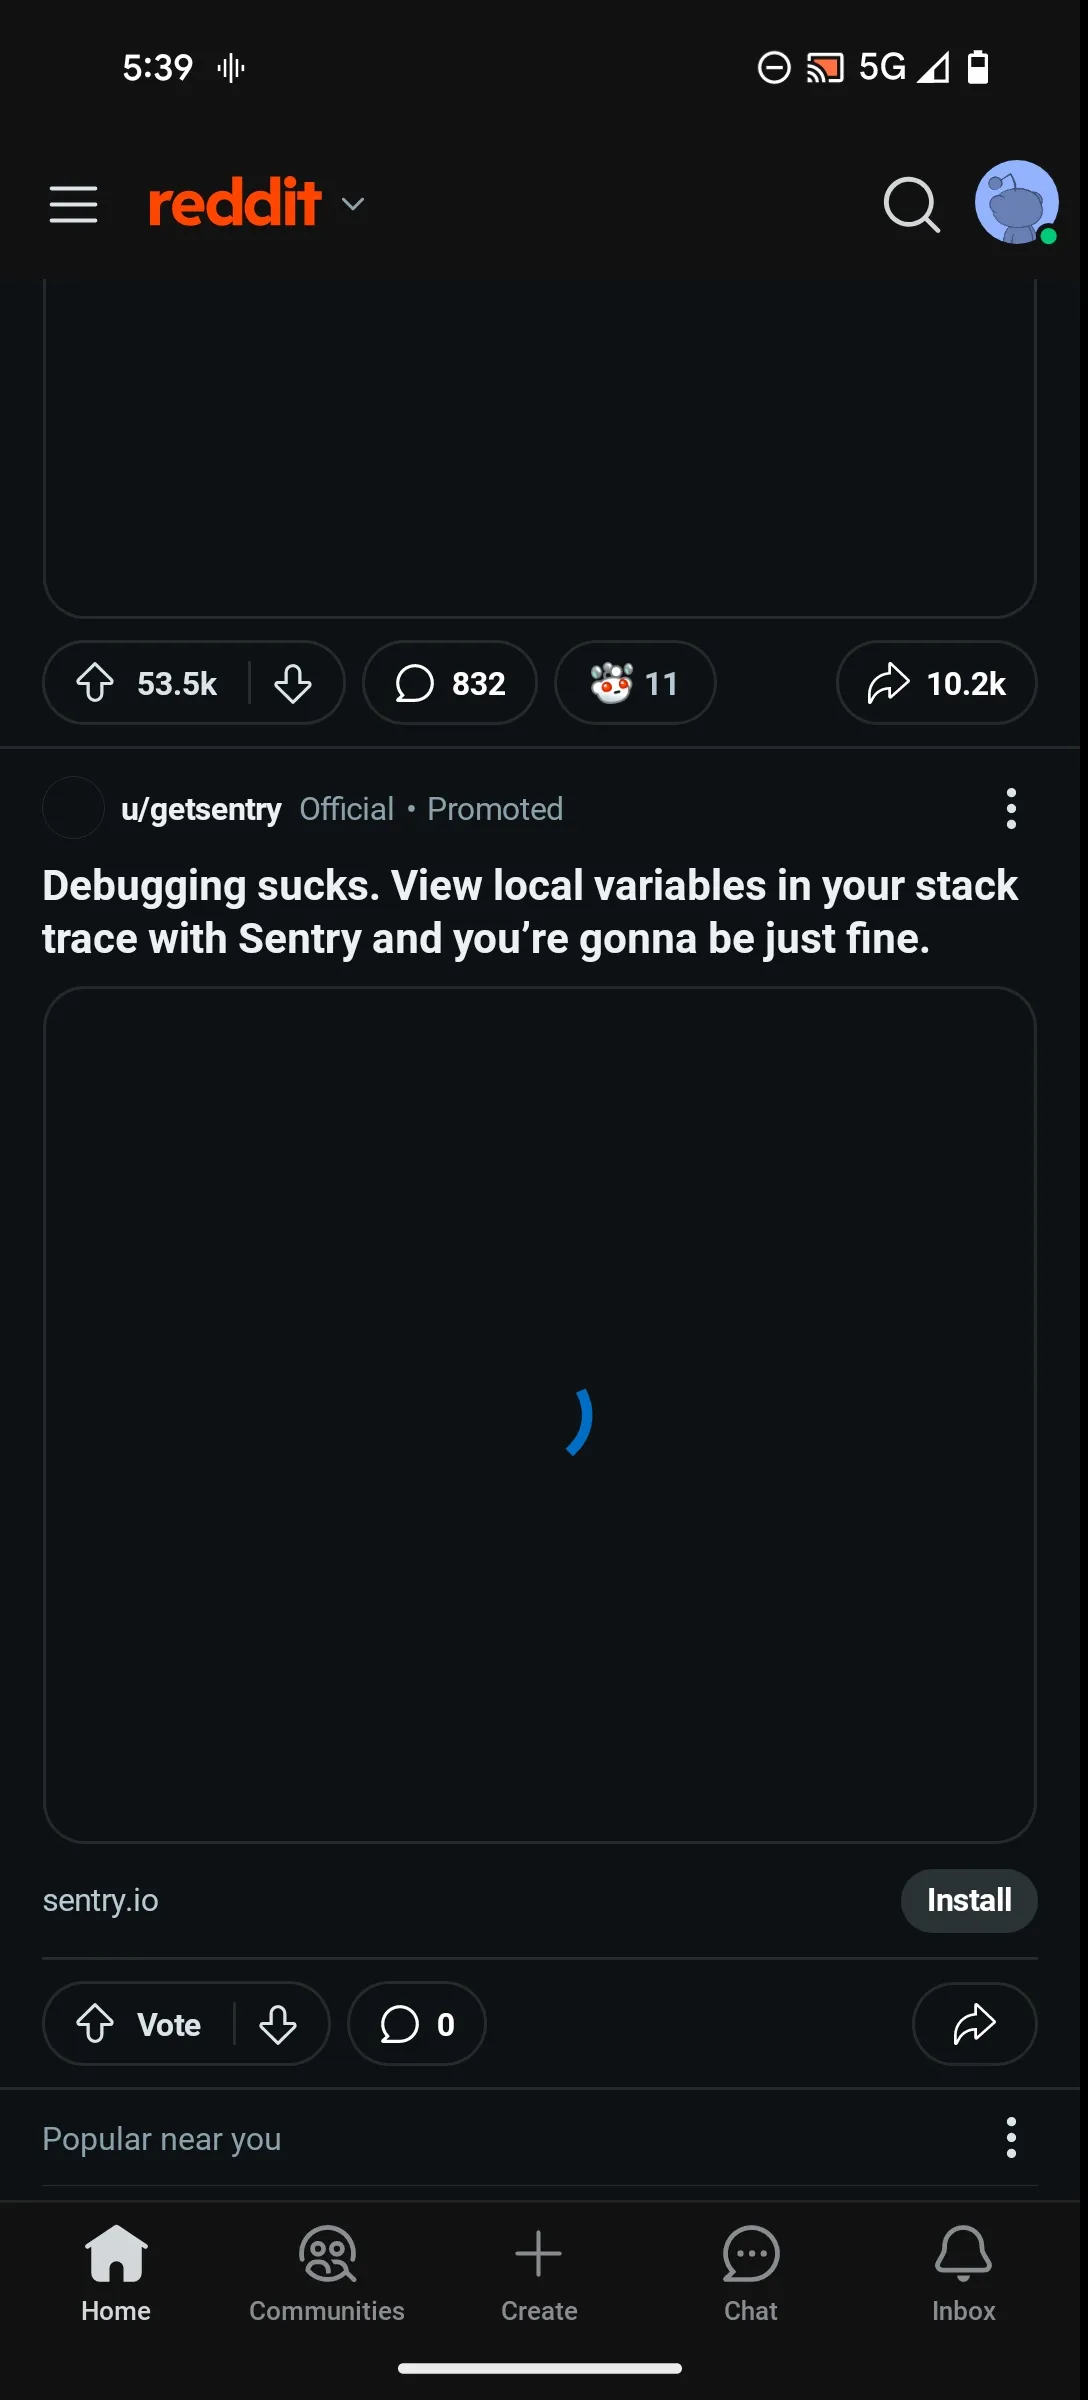 5:39
5G
reddit
53.5k
832
11
10.2k
u/getsentry Official • Promoted
Debugging sucks. View local variables in your stack
trace with Sentry and you’re gonna be just fine.
sentry.io
Install
Vote
0
Popular near you
Home
Communities
Create
Chat
Inbox